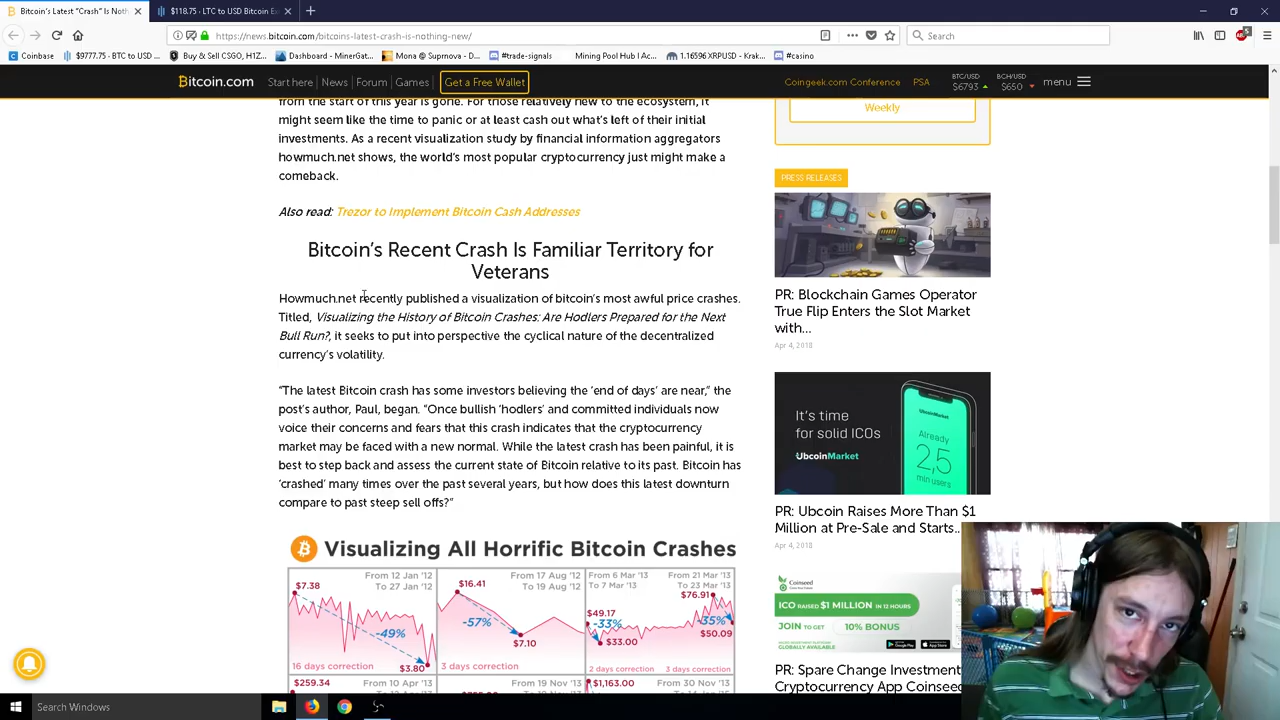 Bitcoin's Latest "Crash" Is Noth
$118.75 · LTC to USD Bitcoin Ex
https://news.bitcoin.com/bitcoins-latest-crash-is-nothing-new/
Search
Coinbase
$9777.75 - BTC to USD ...
Buy & Sell CSGO, H1Z...
Dashboard - MinerGat...
Mona @ Suprnova - D...
#trade-signals
Mining Pool Hub | Ac...
1.16596 XRPUSD - Krak...
#casino
Bitcoin.com
Start here
News
Forum
Games
Get a Free Wallet
Coingeek.com Conference
PSA
BTC/USD
$6793
BCH/USD
$650
menu
from the start of this year is gone. For those relatively new to the ecosystem, it
might seem like the time to panic or at least cash out what's left of their initial
investments. As a recent visualization study by financial information aggregators
howmuch.net shows, the world's most popular cryptocurrency just might make a
comeback.
Also read: Trezor to Implement Bitcoin Cash Addresses
Bitcoin's Recent Crash Is Familiar Territory for
Veterans
Howmuch.net recently published a visualization of bitcoin's most awful price crashes.
Titled, Visualizing the History of Bitcoin Crashes: Are Hodlers Prepared for the Next
Bull Run?, it seeks to put into perspective the cyclical nature of the decentralized
currency's volatility.
"The latest Bitcoin crash has some investors believing the 'end of days' are near," the
post's author, Paul, began. "Once bullish 'hodlers' and committed individuals now
voice their concerns and fears that this crash indicates that the cryptocurrency
market may be faced with a new normal. While the latest crash has been painful, it is
best to step back and assess the current state of Bitcoin relative to its past. Bitcoin has
'crashed' many times over the past several years, but how does this latest downturn
compare to past steep sell offs?"
Visualizing All Horrific Bitcoin Crashes
$7.38
From 12 Jan '12
To 27 Jan '12
-49%
16 days correction
$3.80
$16.41
From 17 Aug '12
To 19 Aug '12
-57%
$7.10
3 days correction
From 6 Mar '13
To 7 Mar '13
$49.17
-33%
$33.00
2 days correction
From 21 Mar '13
To 23 Mar '13
$76.91
-35%
$50.09
3 days correction
$259.34
From 10 Apr '13
From 19 Nov '13
$1,163.00
From 30 Nov '13
Weekly
PRESS RELEASES
PR: Blockchain Games Operator
True Flip Enters the Slot Market
with...
Apr 4, 2018
It's time
for solid ICOs
UbcoinMarket
UbcoinMarket
Already
2,5
min users
PR: Ubcoin Raises More Than $1
Million at Pre-Sale and Starts...
Apr 4, 2018
Coinseed
ICO RAISED $1 MILLION IN 12 HOURS
JOIN TO GET
10% BONUS
PR: Spare Change Investment
Cryptocurrency App Coinseed
Search Windows